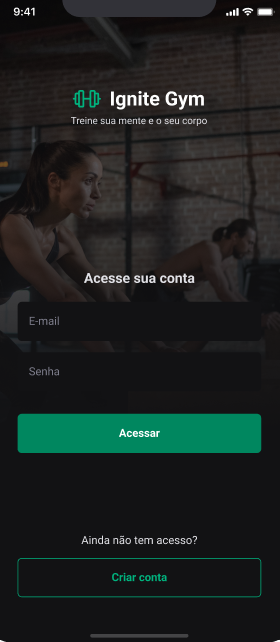 9:41
Ignite Gym
Treine sua mente e o seu corpo
Acesse sua conta
E-mail
Senha
Acessar
Ainda não tem acesso?
Criar conta